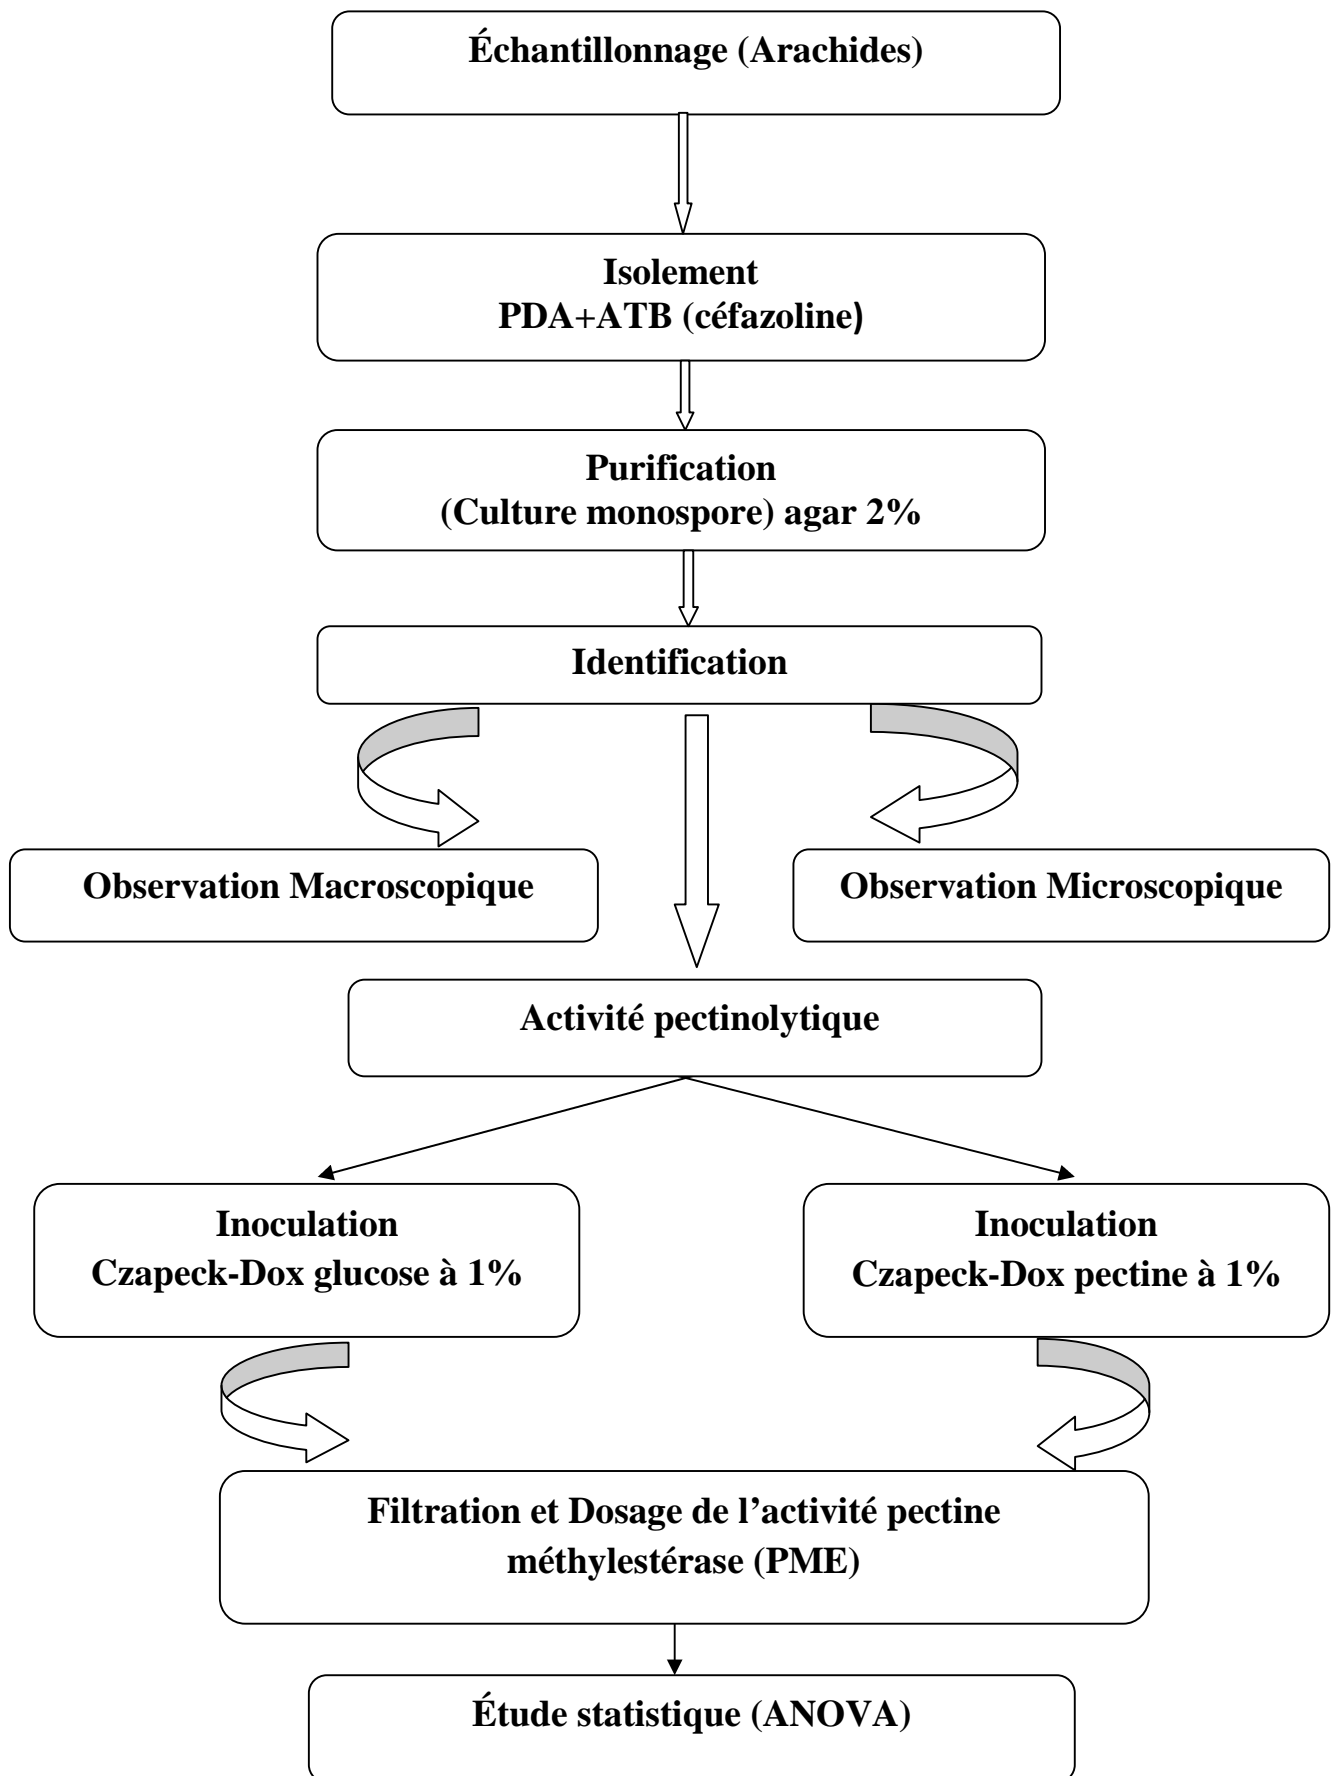 Échantillonnage (Arachides)
Isolement
PDA+ATB (céfazoline)
Purification
(Culture monospore) agar 2%
Identification
Observation Macroscopique
Observation Microscopique
Activité pectinolytique
Inoculation
Czapeck-Dox glucose à 1%
Inoculation
Czapeck-Dox pectine à 1%
Filtration et Dosage de l’activité pectine
méthylestérase (PME)
Étude statistique (ANOVA)